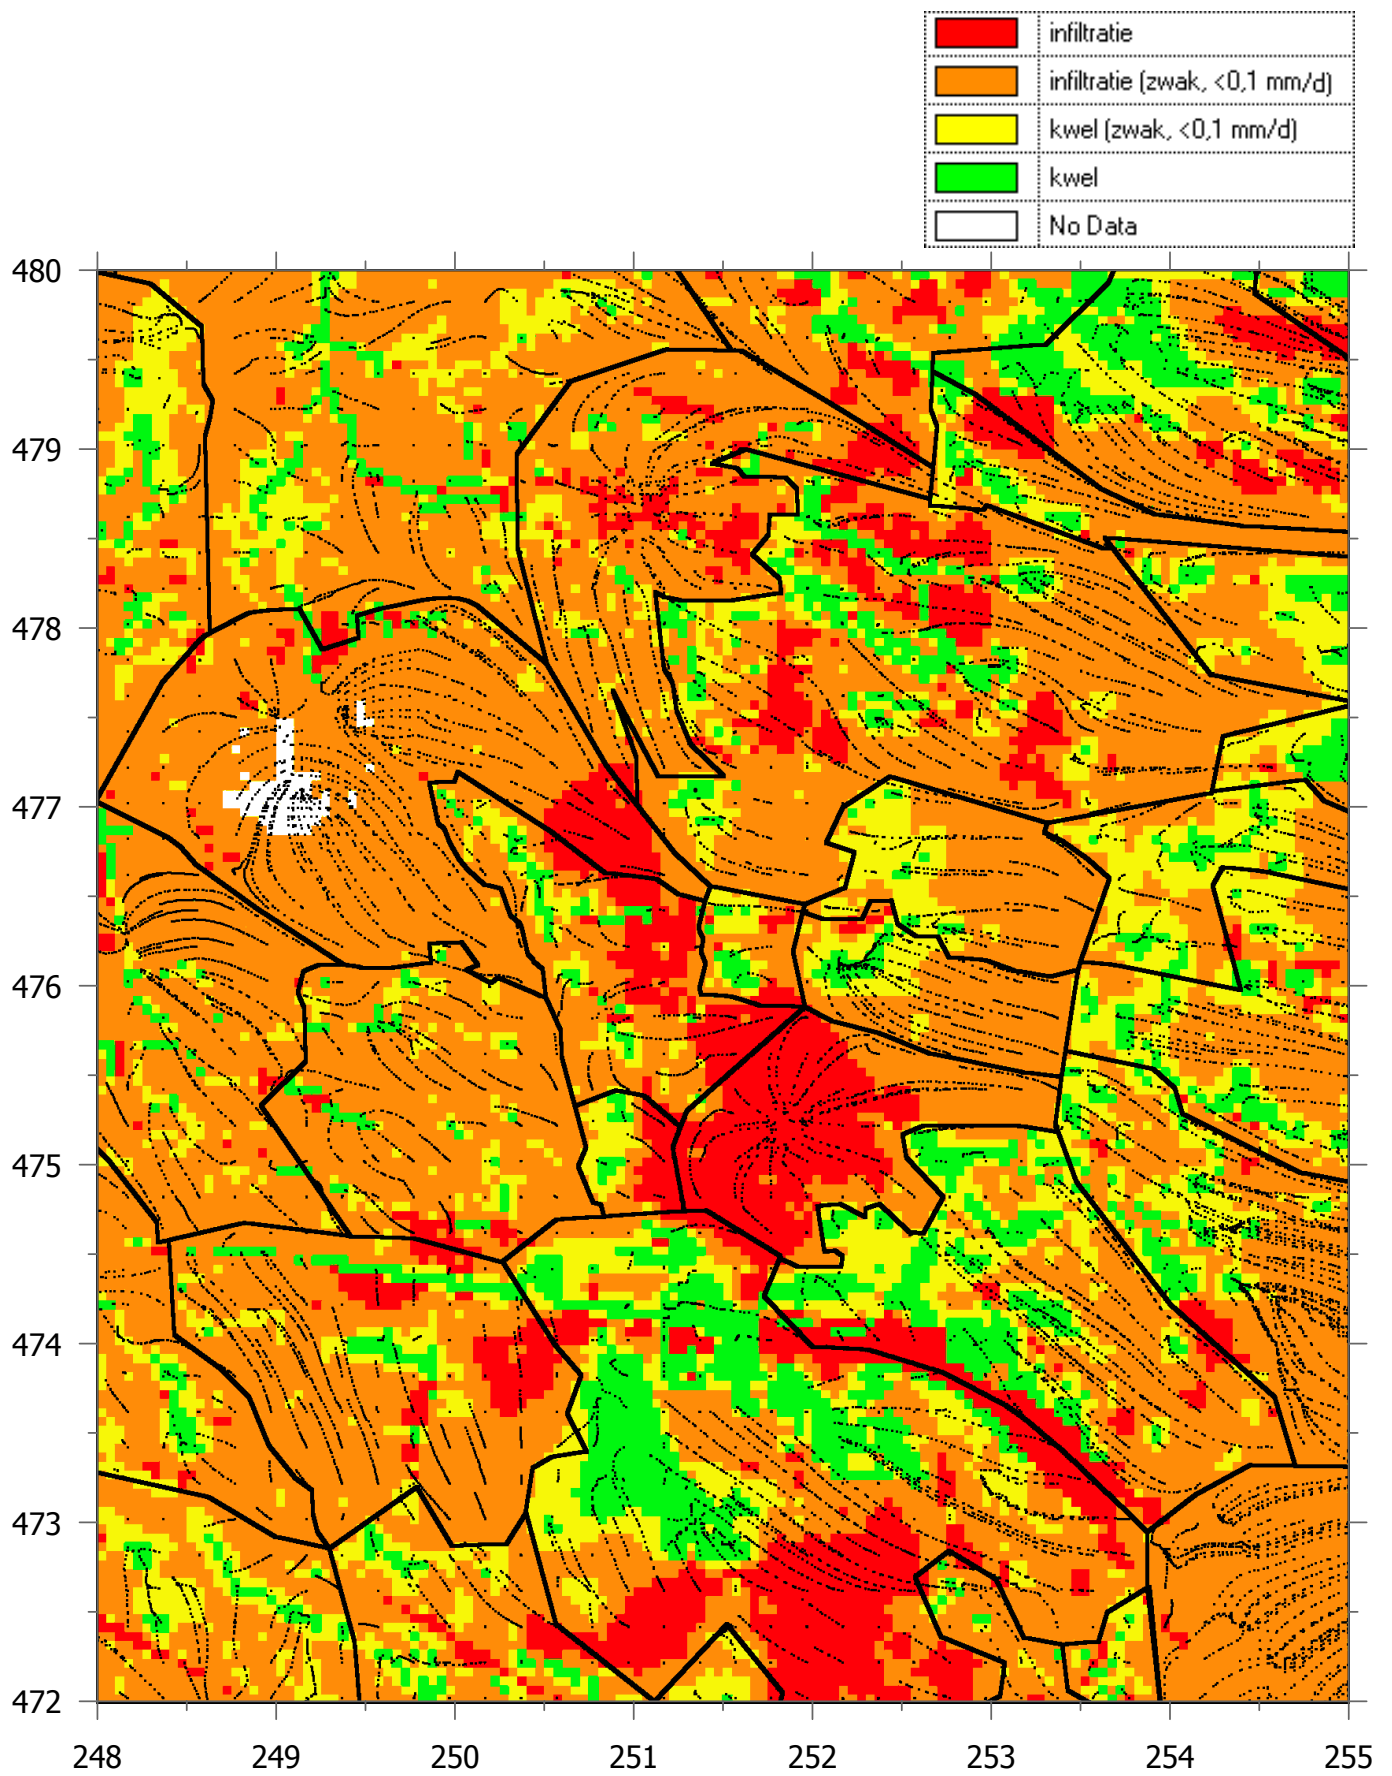 infiltratie
infiltratie (zwak, <0,1 mm/d)
kwel (zwak, <0,1 mm/d)
kwel
No Data
480
479
478
477
476
475
474
473
472
248 249 250 251 252 253 254 255